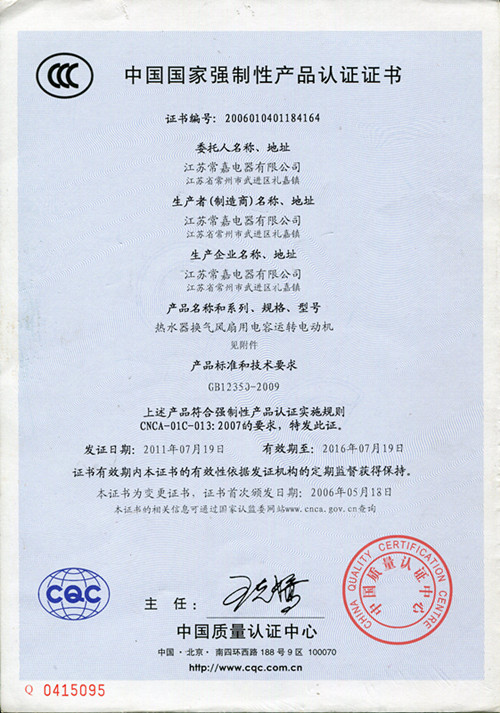 CCC
中国国家强制性产品认证证书
证书编号: 2006010401184164
委托人名称、地址
江苏常嘉电器有限公司
江苏省常州市武进区礼嘉镇
生产者(制造商)名称、地址
江苏常嘉电器有限公司
江苏省常州市武进区礼嘉镇
生产企业名称、地址
江苏常嘉电器有限公司
江苏省常州市武进区礼嘉镇
产品名称和系列、规格、型号
热水器换气风扇用电容运转电动机
见附件
产品标准和技术要求
GB12350-2009
上述产品符合强制性产品认证实施规则
CNCA-01C-013:2007的要求, 特发此证。
发证日期: 2011年07月19日 有效期至: 2016年07月19日
证书有效期内本证书的有效性依据发证机构的定期监督获得保持。
本证书为变更证书, 证书首次颁发日期: 2006年05月18日
本证书的相关信息可通过国家认监委网站www.cnca.gov.cn查询
CHINA QUALITY CERTIFICATION CENTRE
中国质量认证中心
CQC
主任:
中国质量认证中心
中国·北京·南四环西路188号9区 100070
http://www.cqc.com.cn
Q 0415095